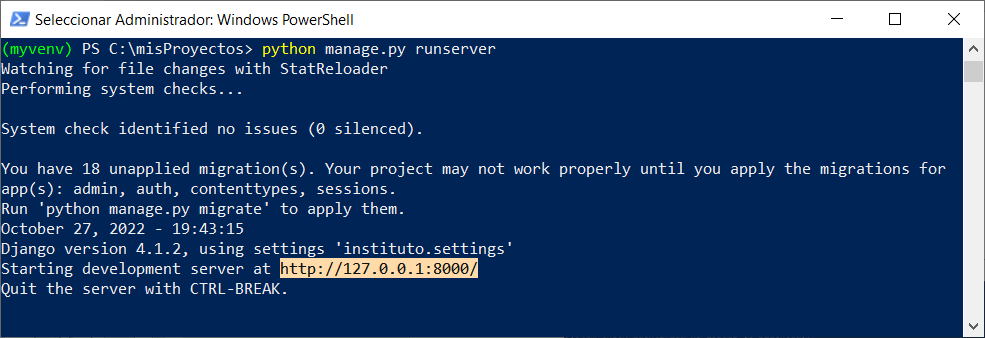 Seleccionar Administrador: Windows PowerShell
(myvenv) PS C:\misProyectos> python manage.py runserver
Watching for file changes with StatReloader
Performing system checks...
System check identified no issues (0 silenced).
You have 18 unapplied migration(s). Your project may not work properly until you apply the migrations for
app(s): admin, auth, contenttypes, sessions.
Run 'python manage.py migrate' to apply them.
October 27, 2022 - 19:43:15
Django version 4.1.2, using settings 'instituto.settings'
Starting development server at http://127.0.0.1:8000/
Quit the server with CTRL-BREAK.